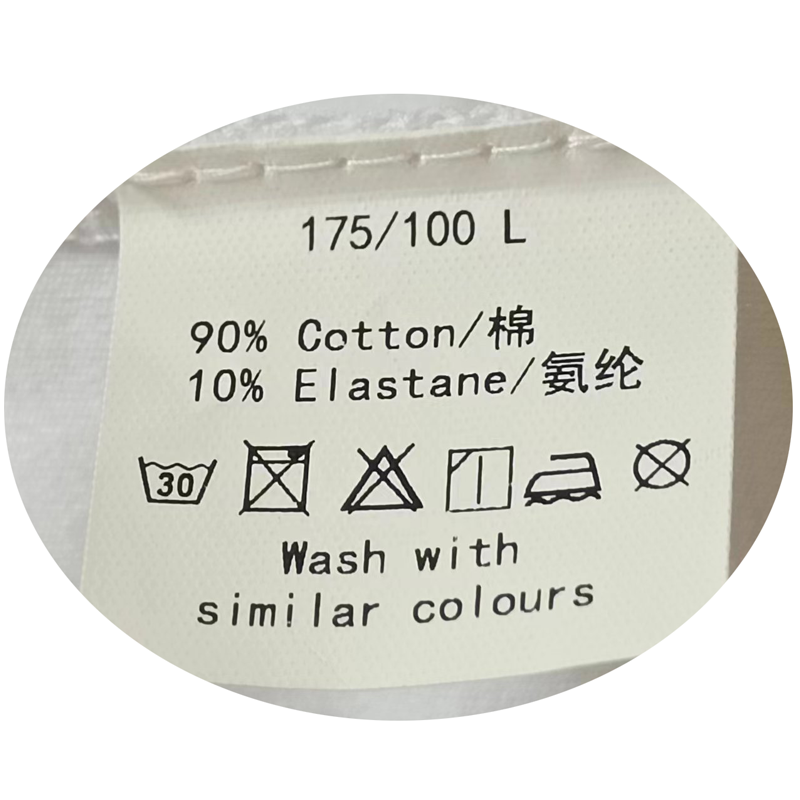 175/100 L
90% Cotton/棉
10% Elastane/氨纶
30
Wash with
similar colours